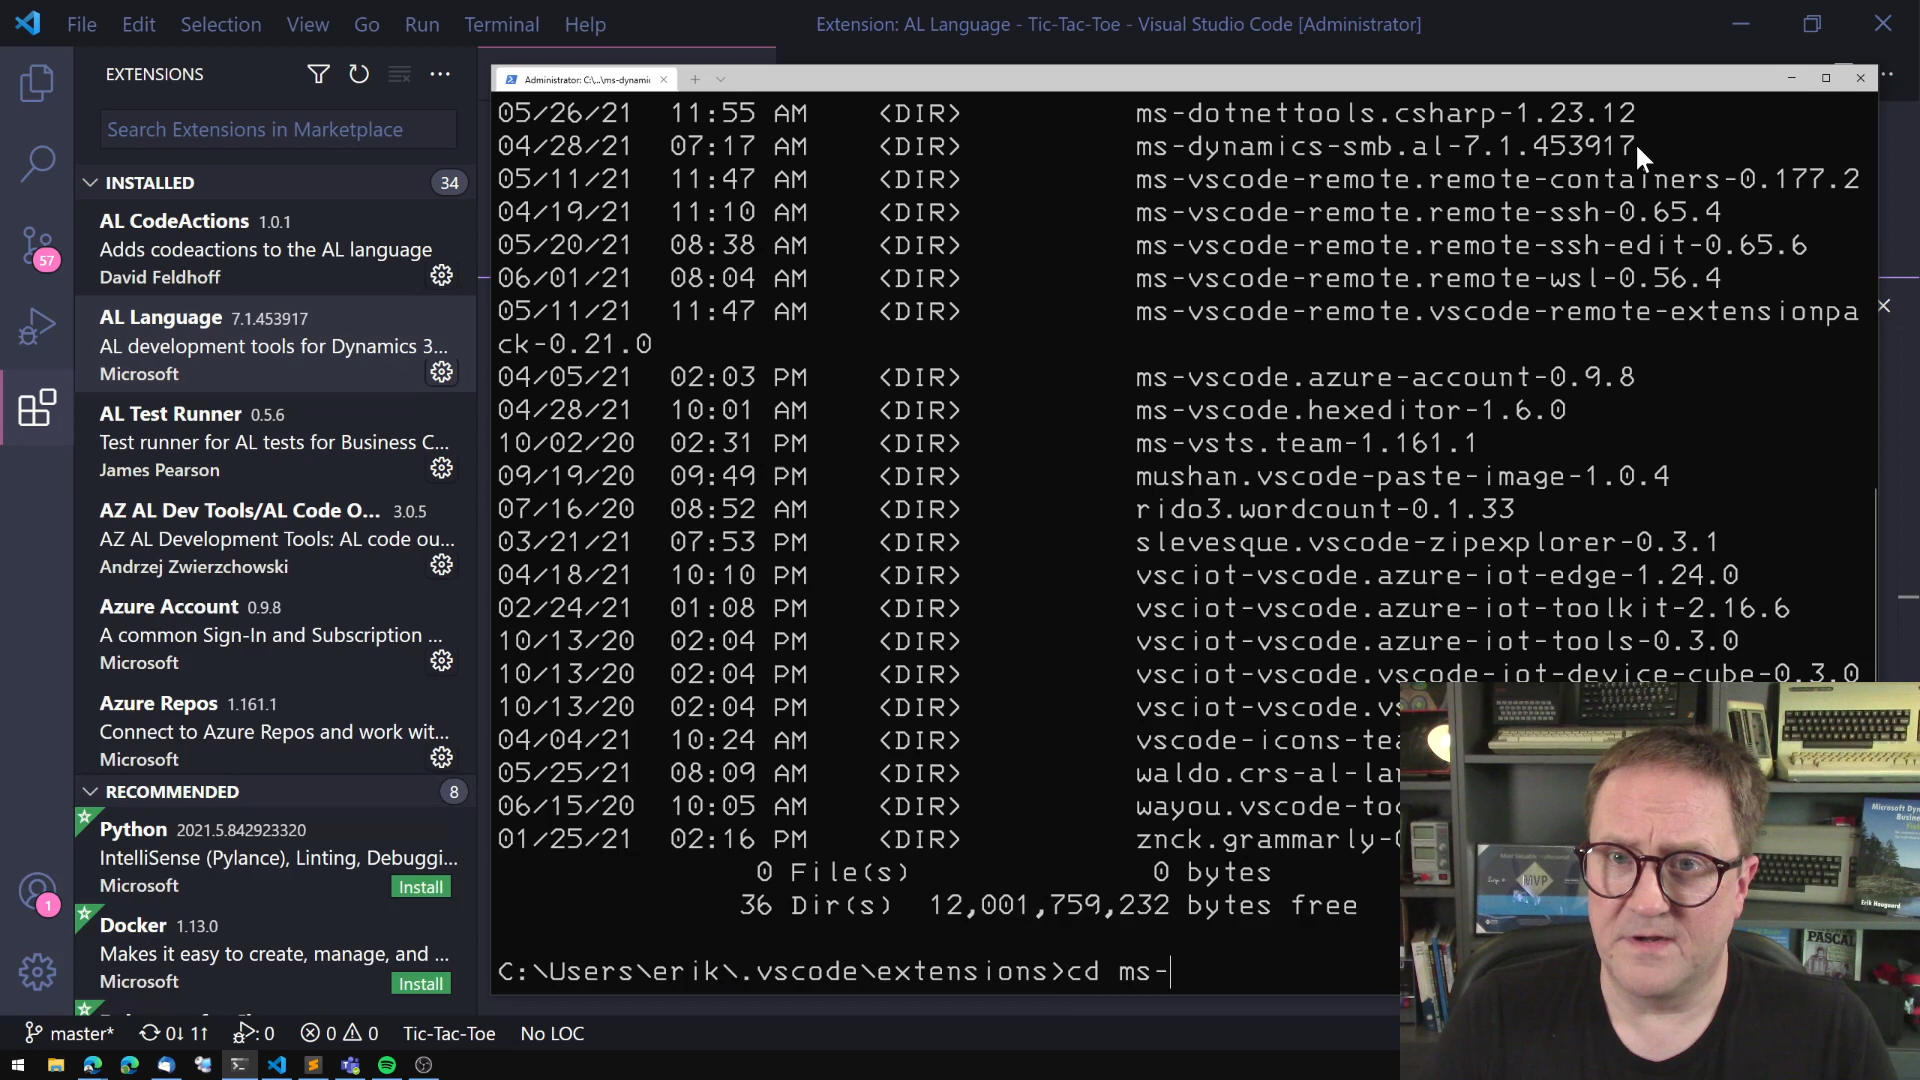 File Edit Selection View Go Run Terminal Help Extension: AL Language - Tic-Tac-Toe - Visual Studio Code [Administrator]
EXTENSIONS
Search Extensions in Marketplace
INSTALLED 34
AL CodeActions 1.0.1
Adds codeactions to the AL language
David Feldhoff
57
AL Language 7.1.453917
AL development tools for Dynamics 3...
Microsoft
AL Test Runner 0.5.6
Test runner for AL tests for Business C...
James Pearson
AZ AL Dev Tools/AL Code O... 3.0.5
AZ AL Development Tools: AL code ou...
Andrzej Zwierzchowski
Azure Account 0.9.8
A common Sign-In and Subscription ...
Microsoft
Azure Repos 1.161.1
Connect to Azure Repos and work wit...
Microsoft
RECOMMENDED 8
Python 2021.5.842923320
IntelliSense (Pylance), Linting, Debuggi...
Microsoft Install
1
Docker 1.13.0
Makes it easy to create, manage, and ...
Microsoft Install
Administrator: C:\...\ms-dynamic
05/26/21 11:55 AM <DIR> ms-dotnettools.csharp-1.23.12
04/28/21 07:17 AM <DIR> ms-dynamics-smb.al-7.1.453917
05/11/21 11:47 AM <DIR> ms-vscode-remote.remote-containers-0.177.2
04/19/21 11:10 AM <DIR> ms-vscode-remote.remote-ssh-0.65.4
05/20/21 08:38 AM <DIR> ms-vscode-remote.remote-ssh-edit-0.65.6
06/01/21 08:04 AM <DIR> ms-vscode-remote.remote-wsl-0.56.4
05/11/21 11:47 AM <DIR> ms-vscode-remote.vscode-remote-extensionpa
ck-0.21.0
04/05/21 02:03 PM <DIR> ms-vscode.azure-account-0.9.8
04/28/21 10:01 AM <DIR> ms-vscode.hexeditor-1.6.0
10/02/20 02:31 PM <DIR> ms-vsts.team-1.161.1
09/19/20 09:49 PM <DIR> mushan.vscode-paste-image-1.0.4
07/16/20 08:52 AM <DIR> rido3.wordcount-0.1.33
03/21/21 07:53 PM <DIR> slevesque.vscode-zipexplorer-0.3.1
04/18/21 10:10 PM <DIR> vsciot-vscode.azure-iot-edge-1.24.0
02/24/21 01:08 PM <DIR> vsciot-vscode.azure-iot-toolkit-2.16.6
10/13/20 02:04 PM <DIR> vsciot-vscode.azure-iot-tools-0.3.0
10/13/20 02:04 PM <DIR> vsciot-vscode.vscode-iot-device-cube-0.3.0
10/13/20 02:04 PM <DIR> vsciot-vscode.vs
04/04/21 10:24 AM <DIR> vscode-icons-tea
05/25/21 08:09 AM <DIR> waldo.crs-al-lan
06/15/20 10:05 AM <DIR> wayou.vscode-tod
01/25/21 02:16 PM <DIR> znck.grammarly-0
0 File(s) 0 bytes
36 Dir(s) 12,001,759,232 bytes free
C:\Users\erik\.vscode\extensions>cd ms-
Microsoft Dyn
Business
Erik Hougaard
MVP
PASCAL
master* 0↓ 1↑ : 0 0 0 Tic-Tac-Toe No LOC